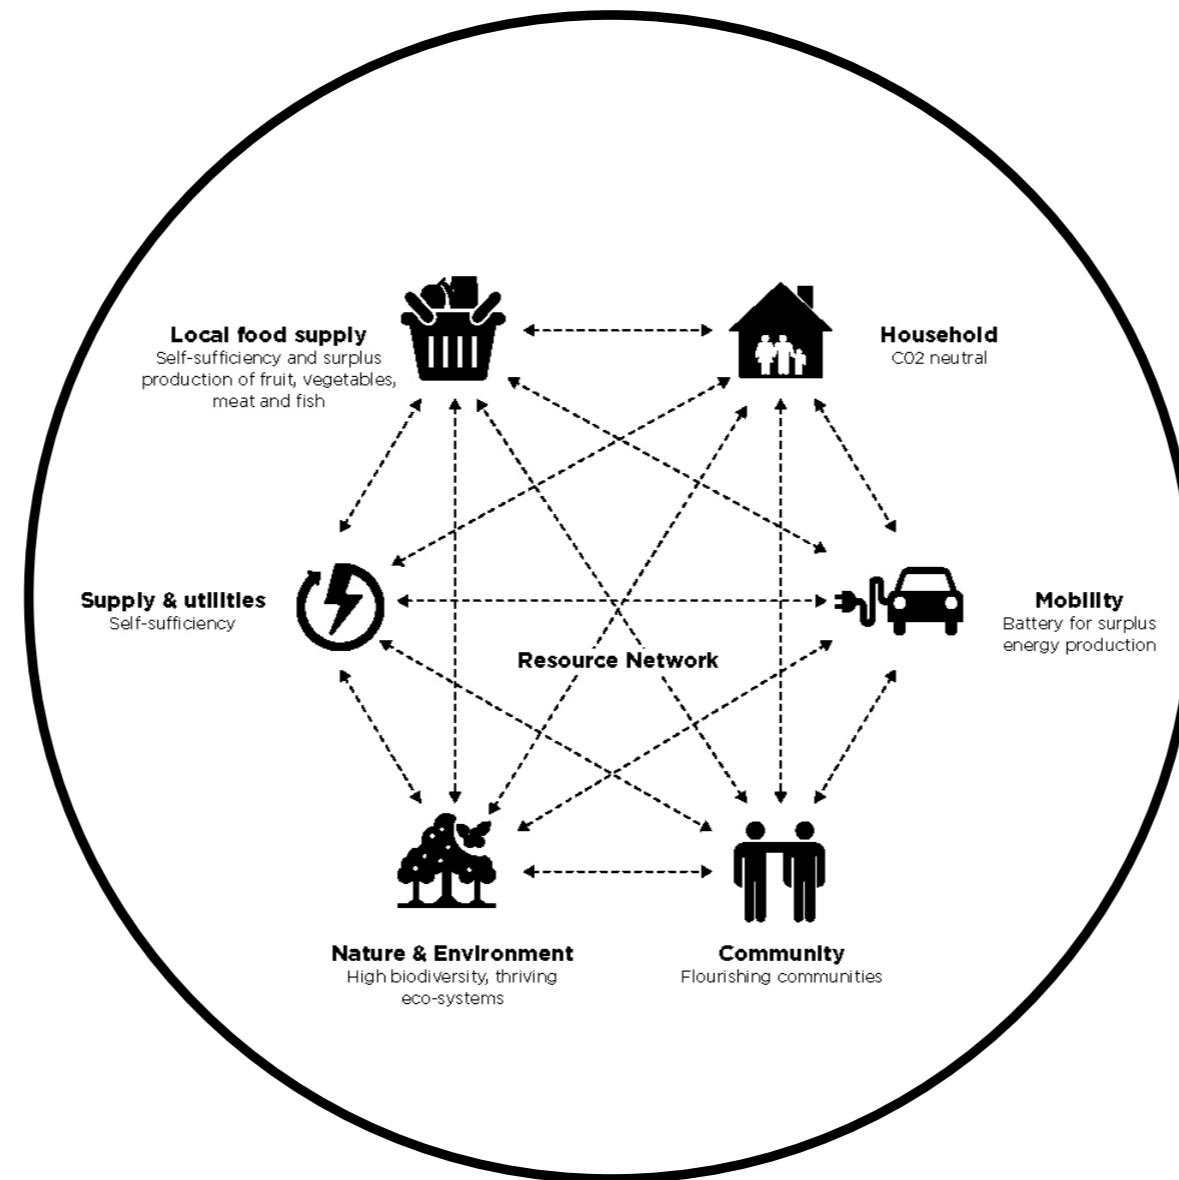 Local food supply
Self-sufficiency and surplus
production of fruit, vegetables,
meat and fish
Household
C02 neutral
Supply & utilities
Self-sufficiency
Mobility
Battery for surplus
energy production
Resource Network
Nature & Environment
High biodiversity, thriving
eco-systems
Community
Flourishing communities